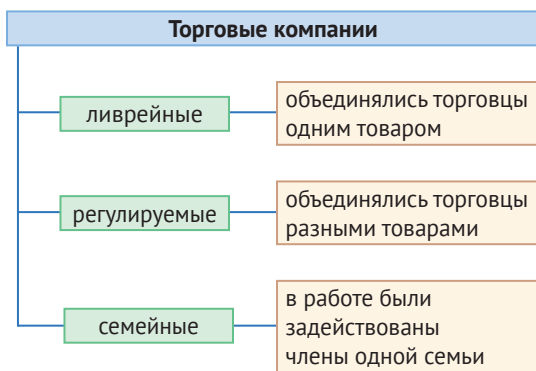 Торговые компании
ливрейные
объединялись торговцы
одним товаром
регулируемые
объединялись торговцы
разными товарами
семейные
в работе были
задействованы
члены одной семьи